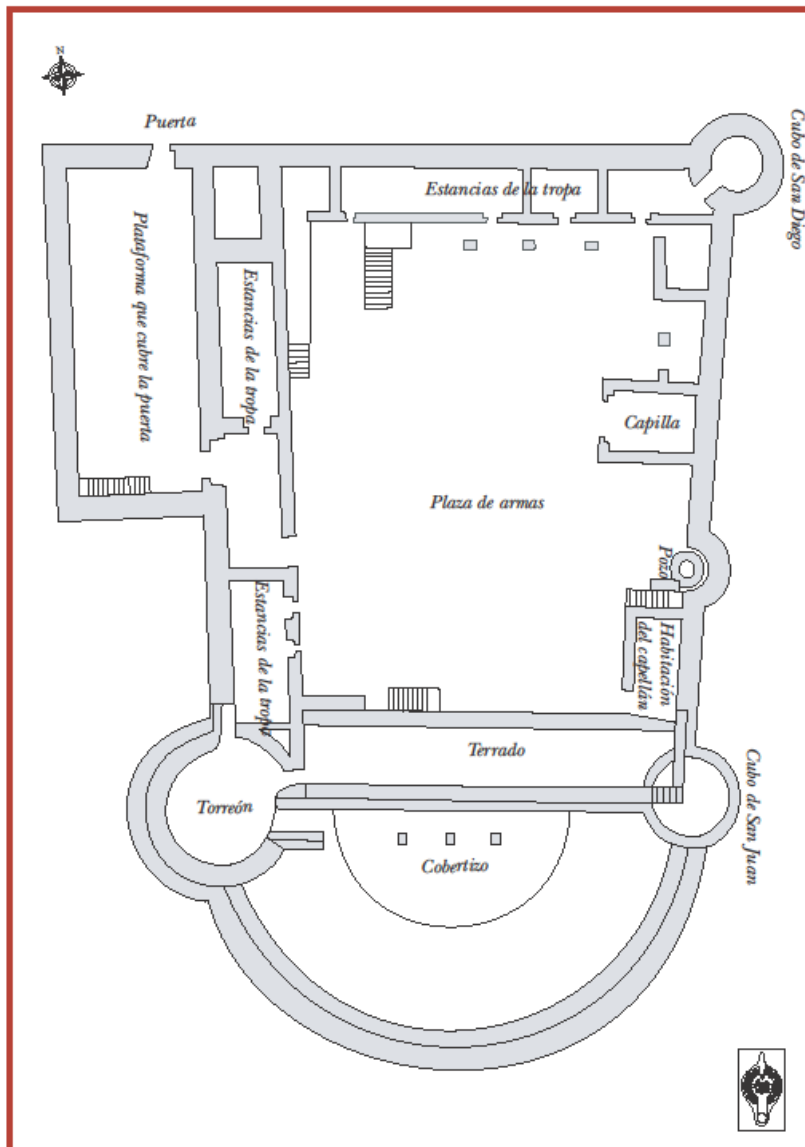 N
Puerta
Cubo de San Diego
Estancias de la tropa
Plataforma que cubre la puerta
Estancias de la tropa
Capilla
Plaza de armas
Pozo
Estancias de la tropa
Habitación
del capellán
Terrado
Cubo de San Juan
Torreón
Cobertizo